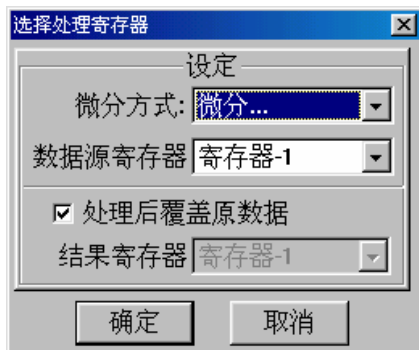 选择处理寄存器
设定
微分方式: 微分...
数据源寄存器 寄存器-1
处理后覆盖原数据
结果寄存器 寄存器-1
确定 取消